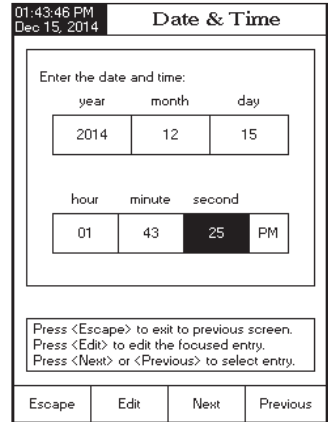 01:43:46 PM
Dec 15, 2014
Date & Time
Enter the date and time:
year month day
2014 12 15
hour minute second
01 43 25 PM
Press <Escape> to exit to previous screen.
Press <Edit> to edit the focused entry.
Press <Next> or <Previous> to select entry.
Escape Edit Next Previous